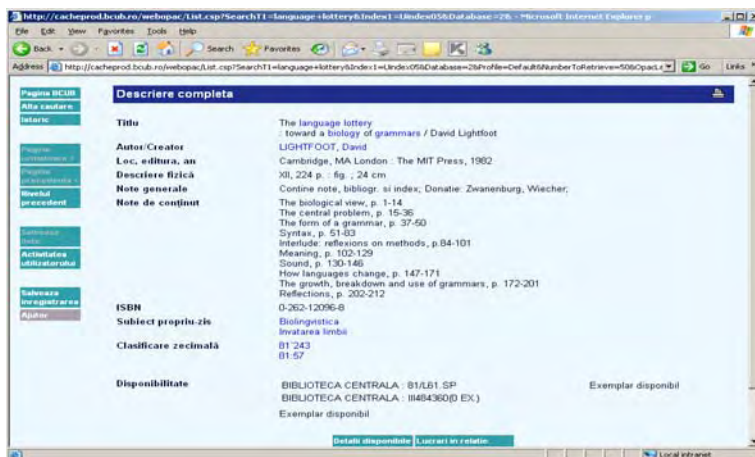 http://cacheprod.bcub.ro/webopac/List.csp?SearchT1=language+lottery&Index1=Uindex05&Database=2& - Microsoft Internet Explorer p
File Edit View Favorites Tools Help
Back Search Favorites
Address http://cacheprod.bcub.ro/webopac/List.csp?SearchT1=language+lottery&Index1=Uindex05&Database=2&Profile=Default&NumberToRetrieve=50&OpacL Go Links
Pagina BCUB
Alta cautare
Istoric
Nivelul precedent
Activitatea utilizatorului
Salveaza inregistrarea
Ajutor
Descriere completa
Titlu The language lottery
: toward a biology of grammars / David Lightfoot
Autor/Creator LIGHTFOOT, David
Loc, editura, an Cambridge, MA London : The MIT Press, 1982
Descriere fizică XII, 224 p. : fig. ; 24 cm
Note generale Contine note, bibliogr. si index; Donatie: Zwanenburg, Wiecher;
Note de conţinut The biological view, p. 1-14
The central problem, p. 15-36
The form of a grammar, p. 37-50
Syntax, p. 51-83
Interlude: reflexions on methods, p.84-101
Meaning, p. 102-129
Sound, p. 130-146
How languages change, p. 147-171
The growth, breakdown and use of grammars, p. 172-201
Reflections, p. 202-212
ISBN 0-262-12096-8
Subiect propriu-zis Biolingvistica
Invatarea limbii
Clasificare zecimală 81'243
81:57
Disponibilitate BIBLIOTECA CENTRALA : 81/L61 SP Exemplar disponibil
BIBLIOTECA CENTRALA : III484360(0 EX.)
Exemplar disponibil
Detalii disponibile Lucrari in relatie
Local intranet